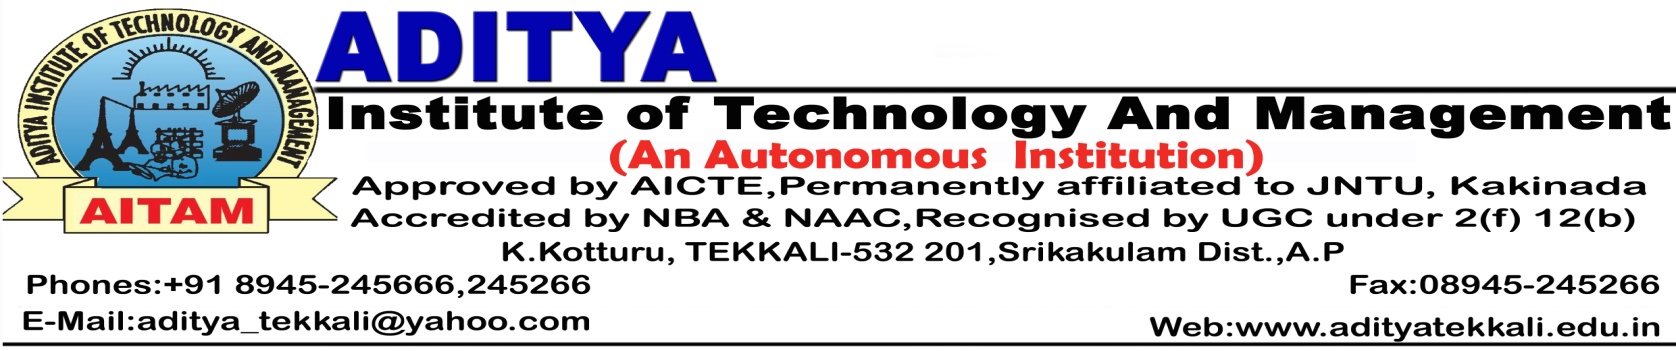 ADITYA INSTITUTE OF TECHNOLOGY AND MANAGEMENT
AITAM
ADITYA
Institute of Technology And Management
(An Autonomous Institution)
Approved by AICTE,Permanently affiliated to JNTU, Kakinada
Accredited by NBA & NAAC,Recognised by UGC under 2(f) 12(b)
K.Kotturu, TEKKALI-532 201,Srikakulam Dist.,A.P
Phones:+91 8945-245666,245266
Fax:08945-245266
E-Mail:aditya_tekkali@yahoo.com
Web:www.adityatekkali.edu.in